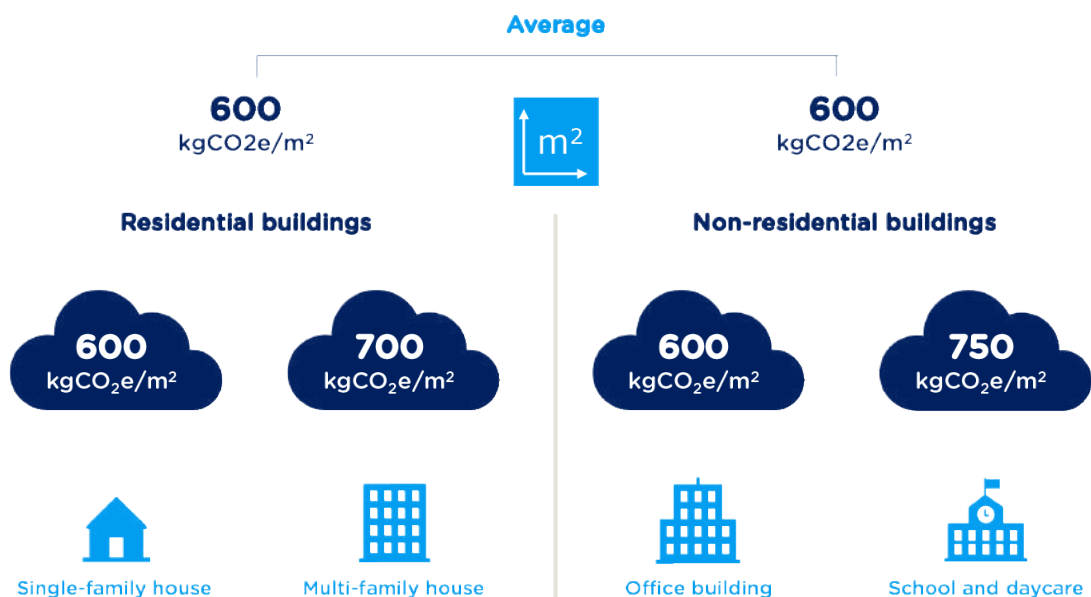 Average
600
kgCO2e/m²
m²
600
kgCO2e/m²
Residential buildings
Non-residential buildings
600
kgCO₂e/m²
700
kgCO₂e/m²
600
kgCO₂e/m²
750
kgCO₂e/m²
Single-family house
Multi-family house
Office building
School and daycare